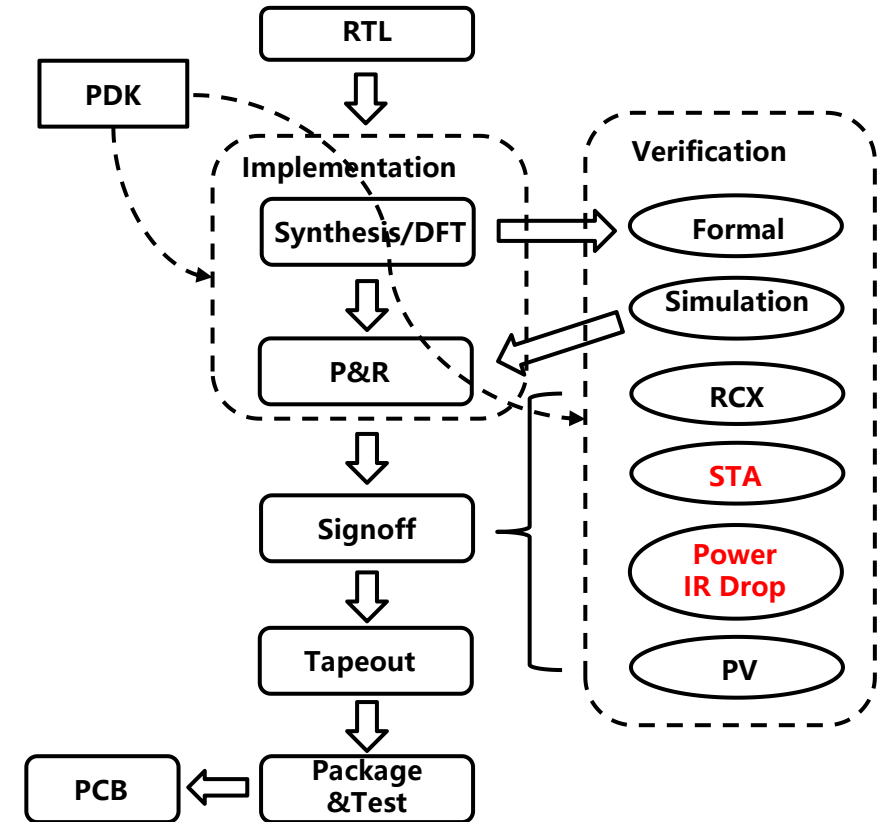 RTL
PDK
Implementation
Synthesis/DFT
P&R
Signoff
Tapeout
Package
&Test
PCB
Verification
Formal
Simulation
RCX
STA
Power
IR Drop
PV